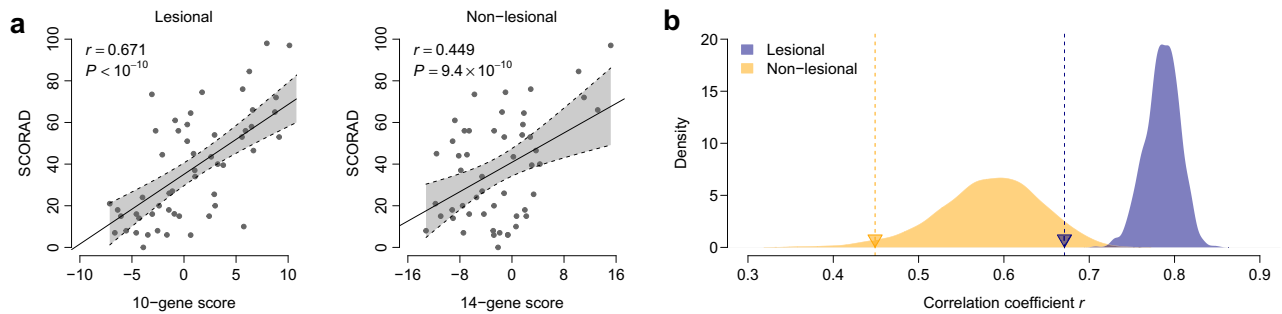 a
Lesional
r = 0.671
P < 10⁻¹⁰
SCORAD
0
20
40
60
80
100
−10
−5
0
5
10
10−gene score
Non−lesional
r = 0.449
P = 9.4 × 10⁻¹⁰
SCORAD
0
20
40
60
80
100
−16
−8
0
8
16
14−gene score
b
Lesional
Non−lesional
Density
20
15
10
5
0
0.3
0.4
0.5
0.6
0.7
0.8
0.9
Correlation coefficient r